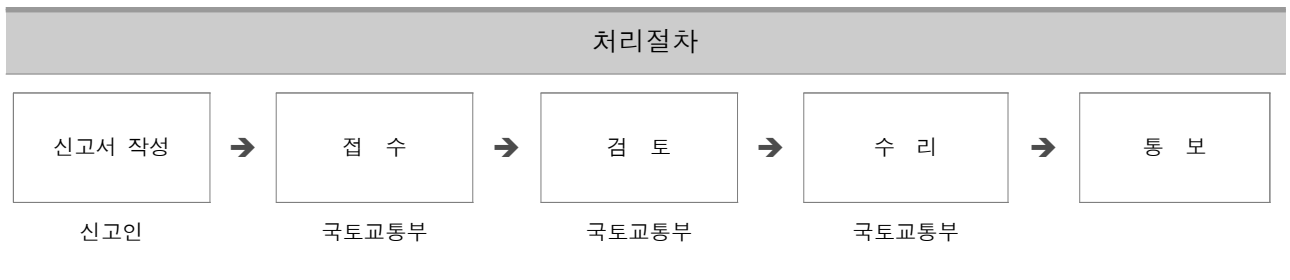 처리절차
신고서 작성 ➔ 접 수 ➔ 검 토 ➔ 수 리 ➔ 통 보
신고인 국토교통부 국토교통부 국토교통부